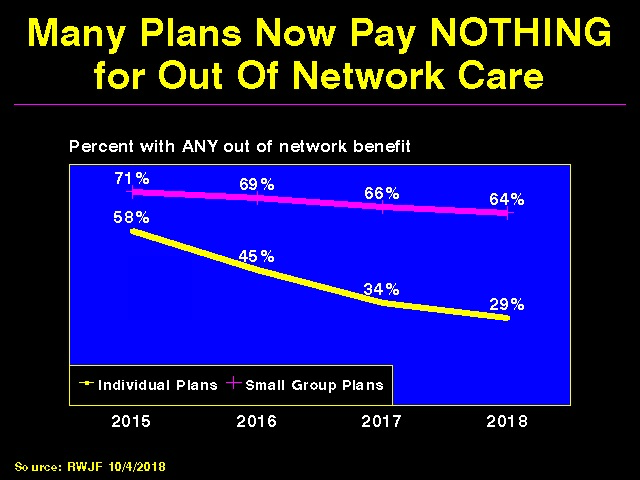 Many Plans Now Pay NOTHING
for Out Of Network Care
Percent with ANY out of network benefit
71%
69%
66%
64%
58%
45%
34%
29%
Individual Plans
Small Group Plans
2015
2016
2017
2018
Source: RWJF 10/4/2018